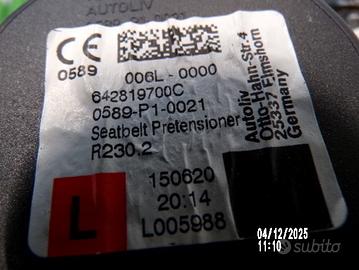 AUTOLIV
CE
0589
006L-0000
642819700C
0589-P1-0021
Seatbelt Pretensioner
R230.2
Autoliv
Otto-Hahn-Str.4
25337 Elmshorn
Germany
L
150620
20:14
L005988
04/12/2025
11:10
subito